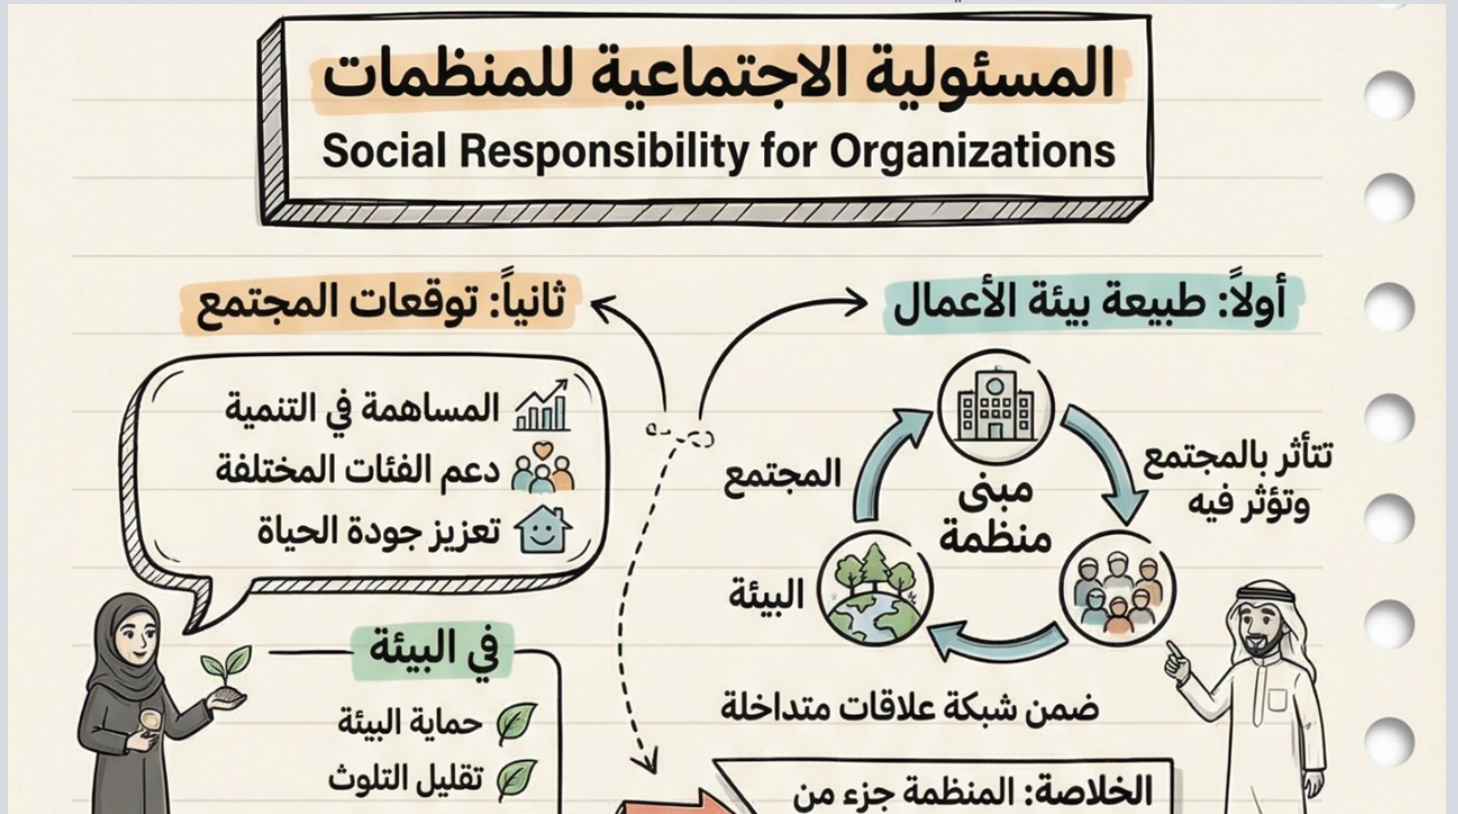 المسئولية الاجتماعية للمنظمات
Social Responsibility for Organizations
أولاً: طبيعة بيئة الأعمال
مبنى
منظمة
تتأثر بالمجتمع
وتؤثر فيه
المجتمع
البيئة
ضمن شبكة علاقات متداخلة
الخلاصة: المنظمة جزء من
ثانياً: توقعات المجتمع
المساهمة في التنمية
دعم الفئات المختلفة
تعزيز جودة الحياة
في البيئة
حماية البيئة
تقليل التلوث